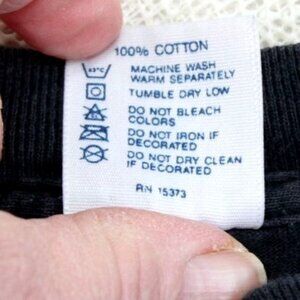 100% COTTON
MACHINE WASH
WARM SEPARATELY
TUMBLE DRY LOW
DO NOT BLEACH
COLORS
DO NOT IRON IF
DECORATED
DO NOT DRY CLEAN
IF DECORATED
RN 15373